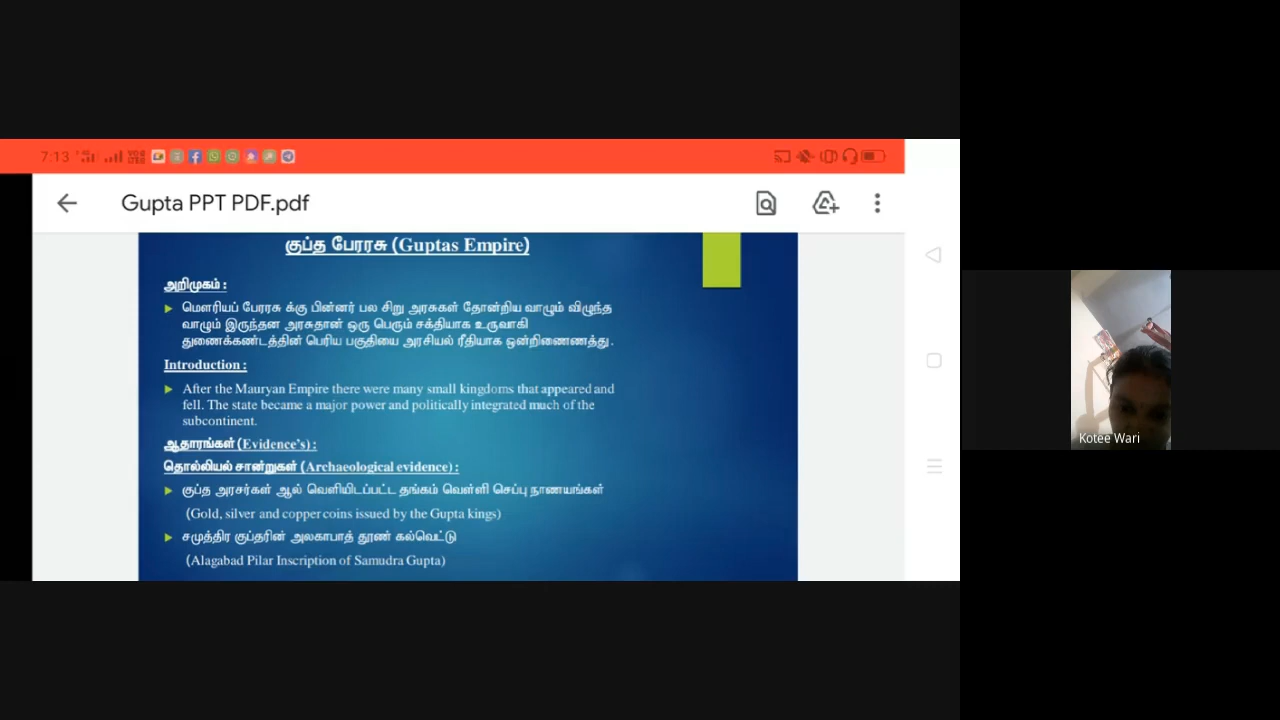 7:13
Gupta PPT PDF.pdf
குப்த பேரரசு (Guptas Empire)
அறிமுகம் :
மௌரியப் பேரரசு க்கு பின்னர் பல சிறு அரசுகள் தோன்றிய வாழும் விழுந்த
வாழும் இருந்தன அரசுதான் ஒரு பெரும் சக்தியாக உருவாகி
துணைக்கண்டத்தின் பெரிய பகுதியை அரசியல் ரீதியாக ஒன்றிணைணத்து.
Introduction :
After the Mauryan Empire there were many small kingdoms that appeared and
fell. The state became a major power and politically integrated much of the
subcontinent.
ஆதாரங்கள் (Evidence's) :
தொல்லியல் சான்றுகள் (Archaeological evidence) :
குப்த அரசர்கள் ஆல் வெளியிடப்பட்ட தங்கம் வெள்ளி செப்பு நாணயங்கள்
(Gold, silver and copper coins issued by the Gupta kings)
சமுத்திர குப்தரின் அலகாபாத் தூண் கல்வெட்டு
(Alagabad Pilar Inscription of Samudra Gupta)
Kotee Wari